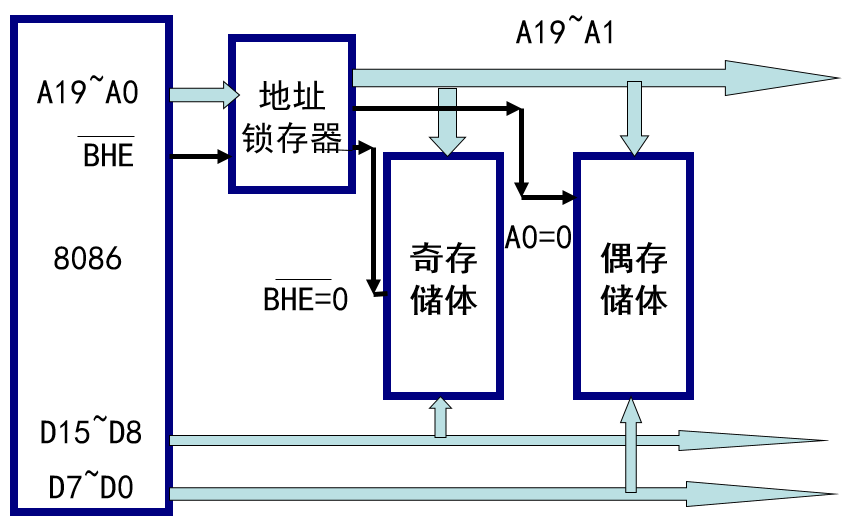 A19~A1
A19~A0
地址
锁存器
BHE
8086
奇存
储体
A0=0
偶存
储体
BHE=0
D15~D8
D7~D0